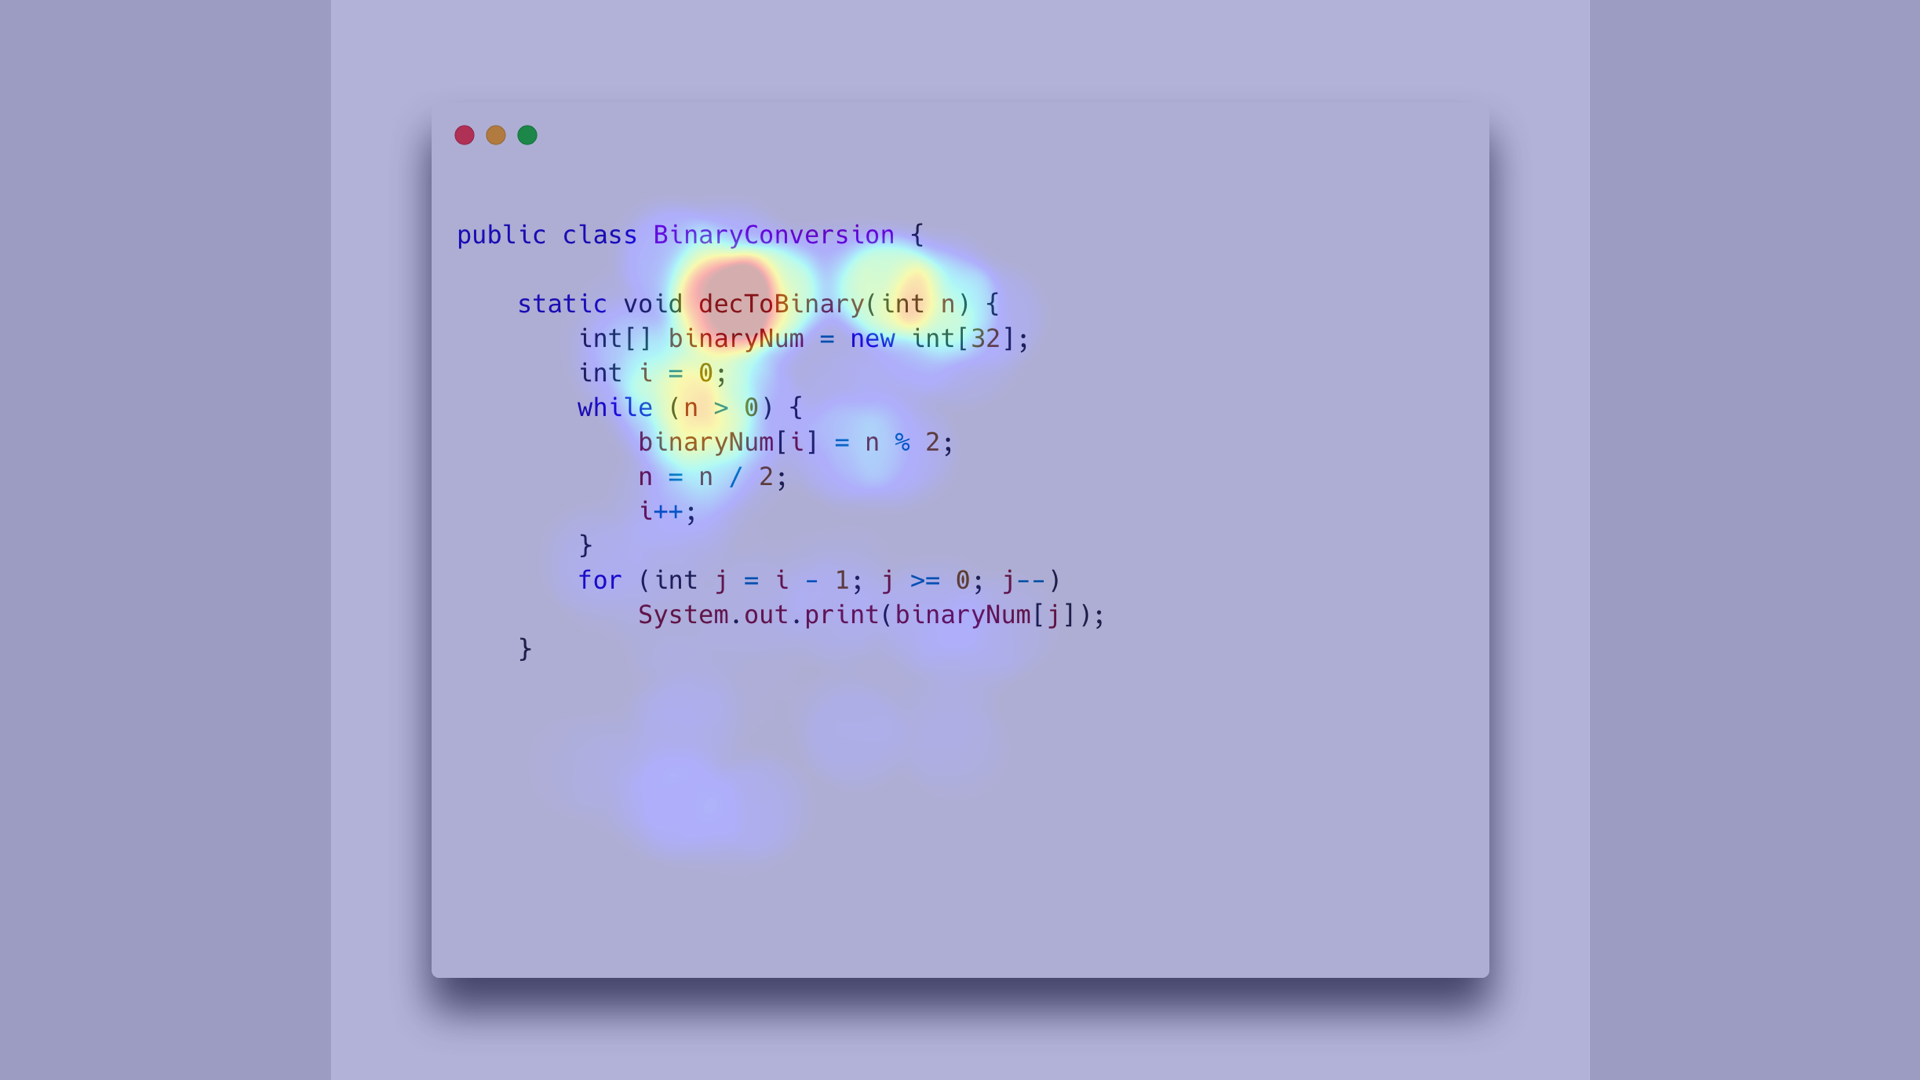 public class BinaryConversion {
static void decToBinary(int n) {
int[] binaryNum = new int[32];
int i = 0;
while (n > 0) {
binaryNum[i] = n % 2;
n = n / 2;
i++;
}
for (int j = i - 1; j >= 0; j--)
System.out.print(binaryNum[j]);
}